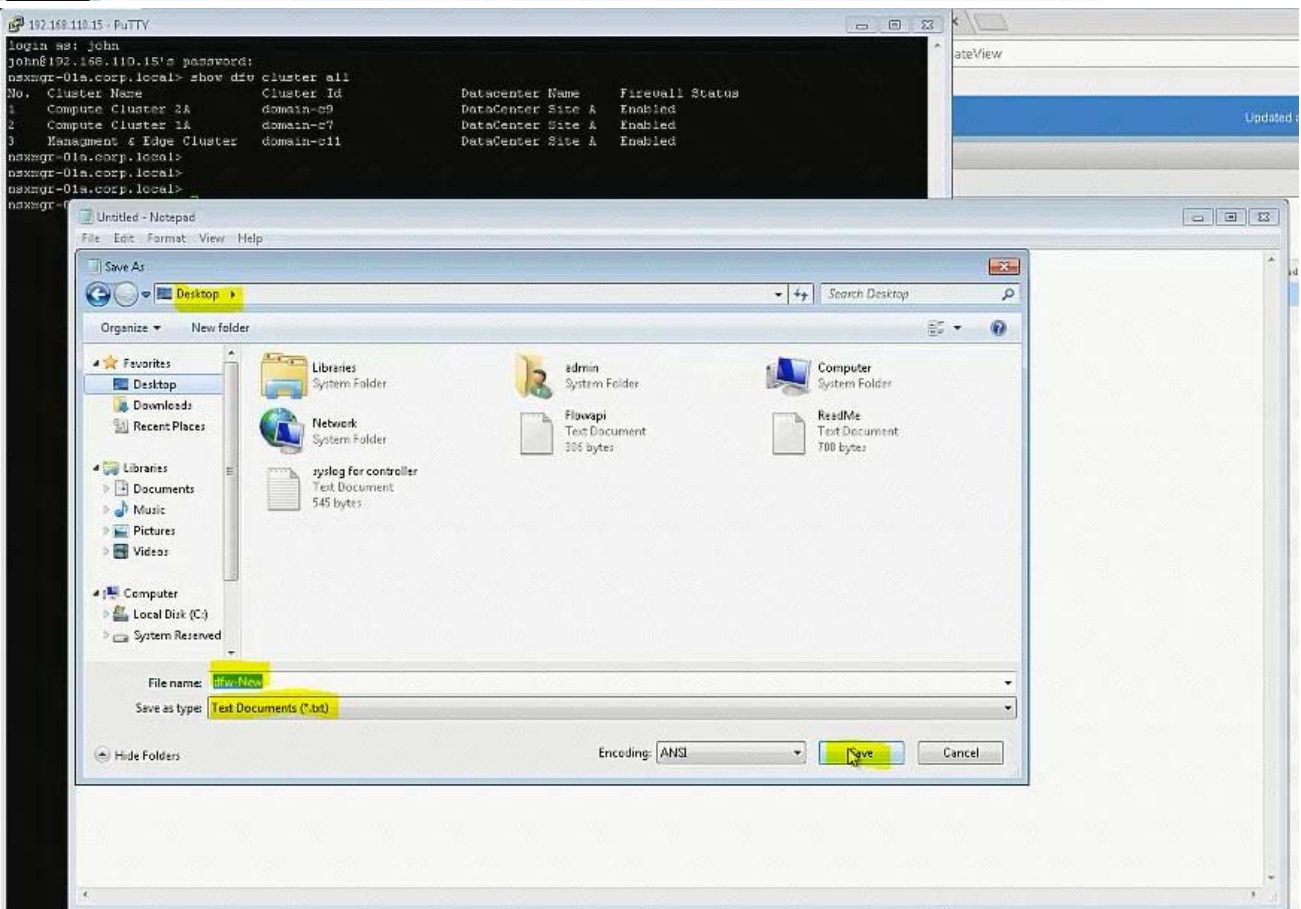 192.168.110.15 - PuTTY
login as: john
john@192.168.110.15's password:
nsxmgr-01a.corp.local> show dfw cluster all
No. Cluster Name Cluster Id Datacenter Name Firewall Status
1 Compute Cluster 2A domain-c9 DataCenter Site A Enabled
2 Compute Cluster 1A domain-c7 DataCenter Site A Enabled
3 Managment & Edge Cluster domain-c11 DataCenter Site A Enabled
nsxmgr-01a.corp.local>
nsxmgr-01a.corp.local>
nsxmgr-01a.corp.local>
nsxmgr-0
ateView
Updated a
Untitled - Notepad
File Edit Format View Help
Save As
Desktop
Search Desktop
Organize New folder
Favorites
Desktop
Downloads
Recent Places
Libraries
Documents
Music
Pictures
Videos
Computer
Local Disk (C:)
System Reserved
Libraries
System Folder
admin
System Folder
Computer
System Folder
Network
System Folder
Flowapi
Text Document
306 bytes
ReadMe
Text Document
700 bytes
syslog for controller
Text Document
545 bytes
File name: dfw-New
Save as type: Text Documents (*.txt)
Hide Folders
Encoding: ANSI
Save
Cancel